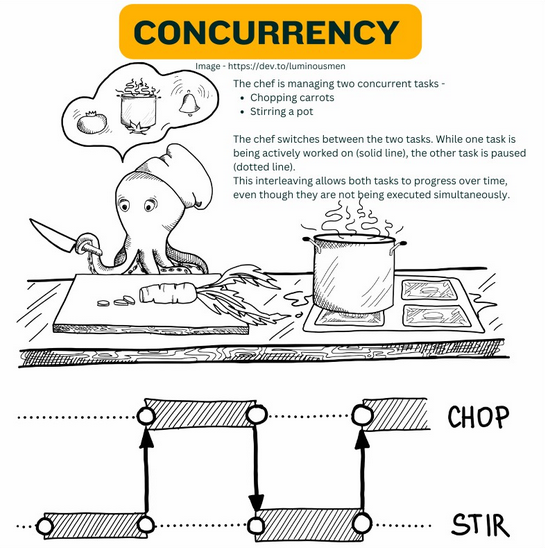 CONCURRENCY
Image - https://dev.to/luminousmen
The chef is managing two concurrent tasks -
• Chopping carrots
• Stirring a pot
The chef switches between the two tasks. While one task is
being actively worked on (solid line), the other task is paused
(dotted line).
This interleaving allows both tasks to progress over time,
even though they are not being executed simultaneously.
CHOP
STIR